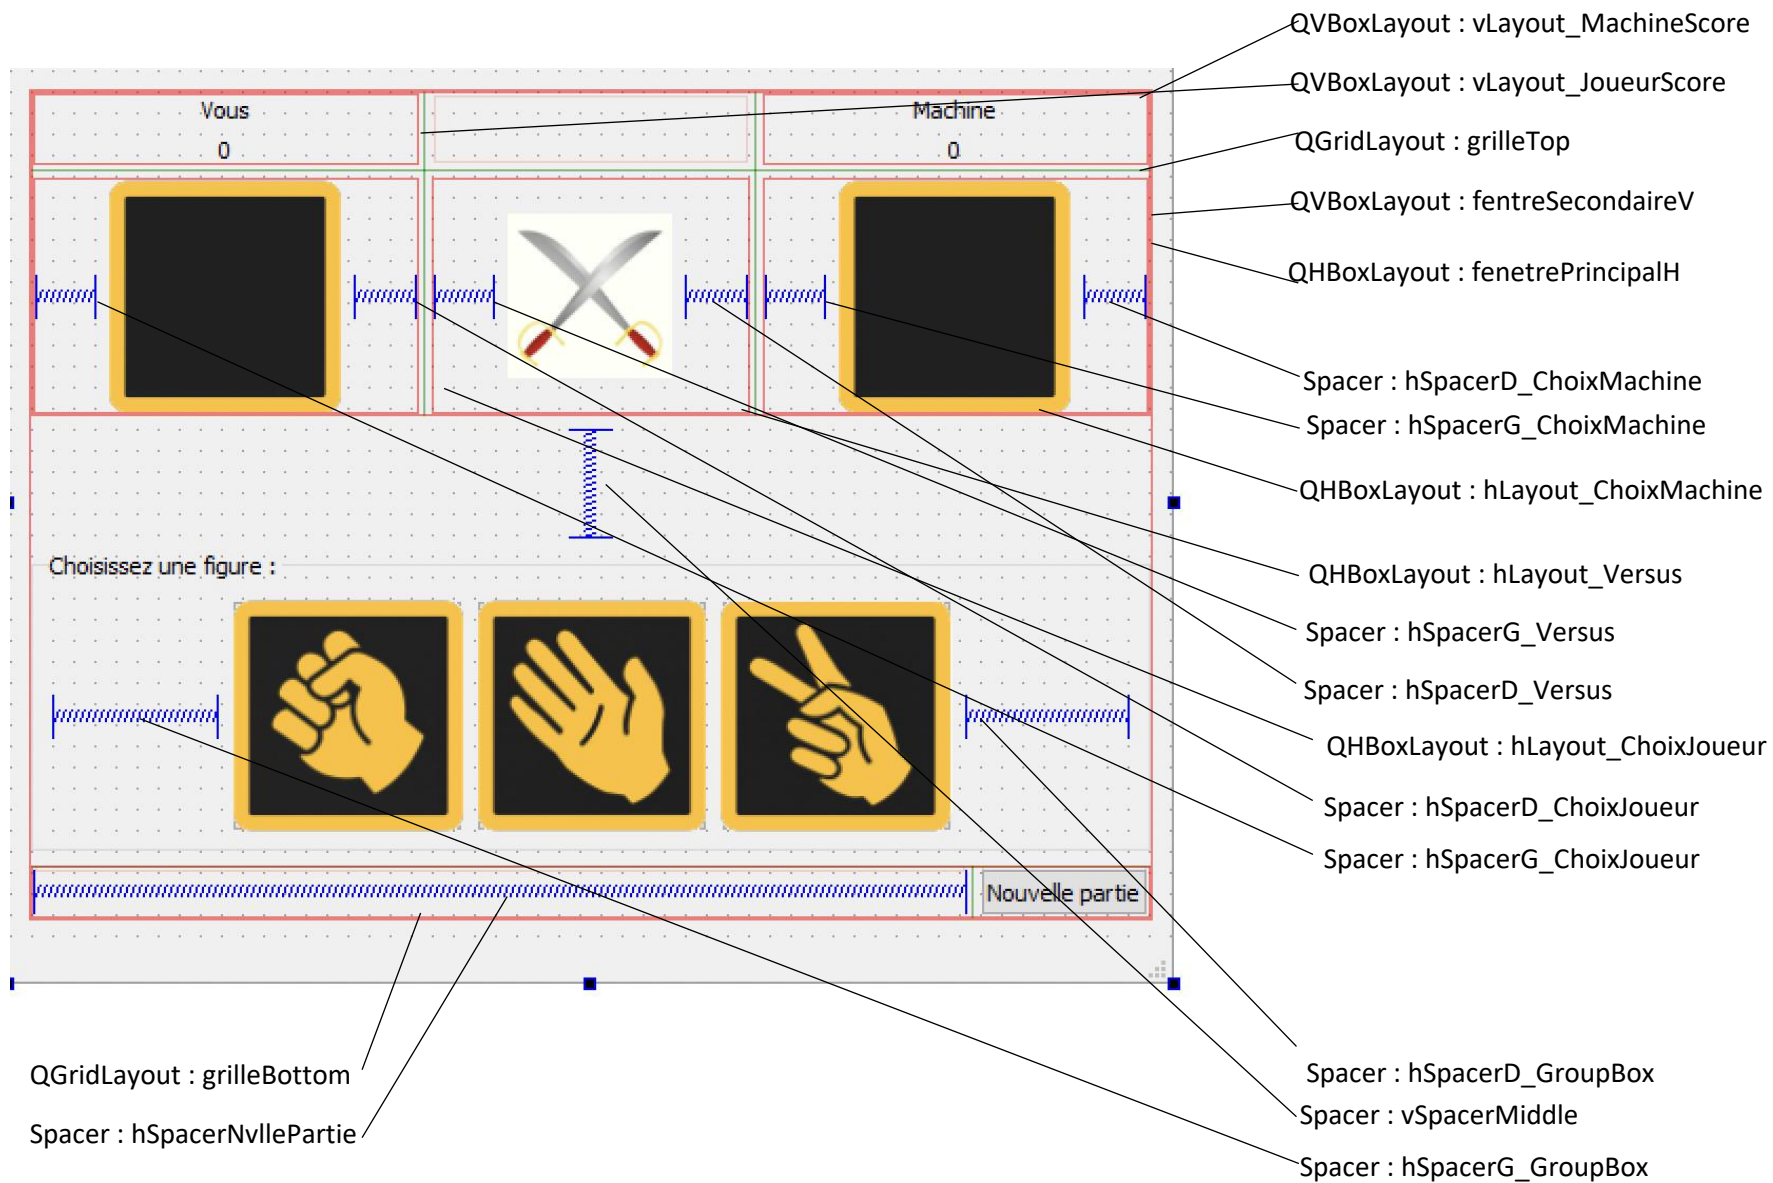 QVBoxLayout : vLayout_MachineScore
QVBoxLayout : vLayout_JoueurScore
Vous
Machine
0
0
QGridLayout : grilleTop
QVBoxLayout : fentreSecondaireV
QHBoxLayout : fenetrePrincipalH
Spacer : hSpacerD_ChoixMachine
Spacer : hSpacerG_ChoixMachine
QHBoxLayout : hLayout_ChoixMachine
Choisissez une figure :
QHBoxLayout : hLayout_Versus
Spacer : hSpacerG_Versus
Spacer : hSpacerD_Versus
QHBoxLayout : hLayout_ChoixJoueur
Spacer : hSpacerD_ChoixJoueur
Spacer : hSpacerG_ChoixJoueur
Nouvelle partie
QGridLayout : grilleBottom
Spacer : hSpacerNvllePartie
Spacer : hSpacerD_GroupBox
Spacer : vSpacerMiddle
Spacer : hSpacerG_GroupBox